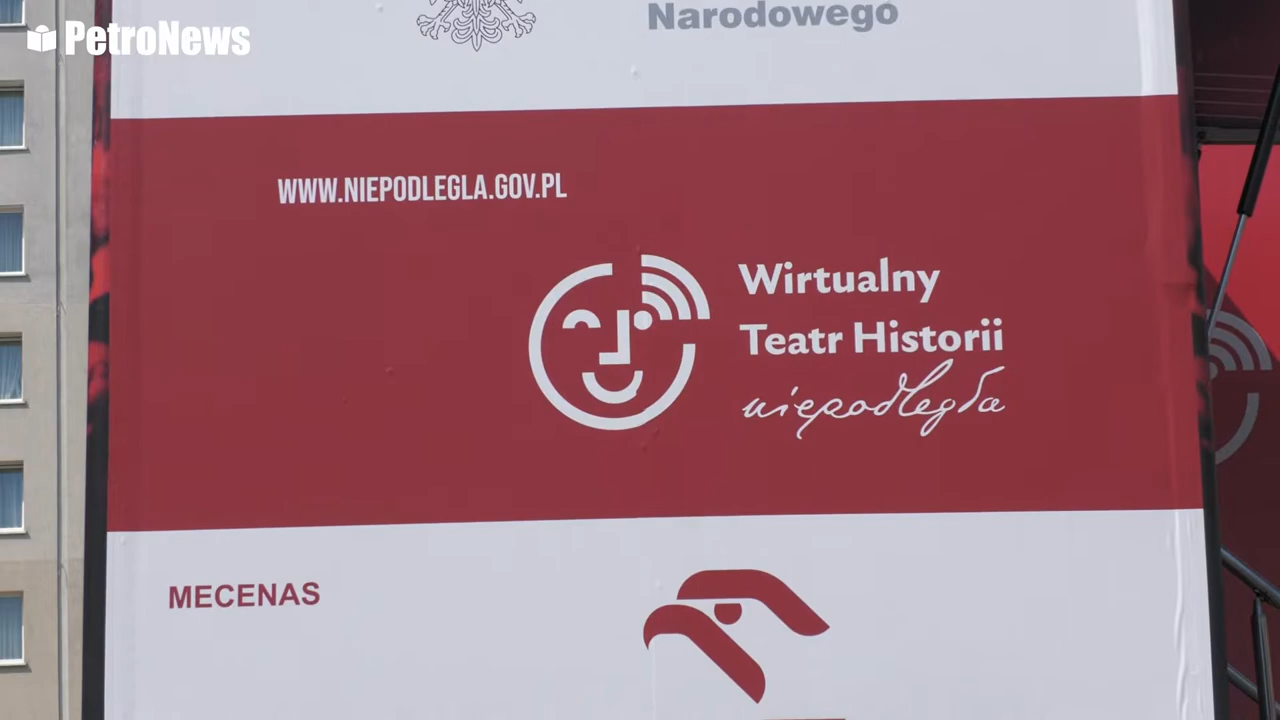 PetroNews
Narodowego
WWW.NIEPODLEGLA.GOV.PL
Wirtualny
Teatr Historii
niepodległa
MECENAS